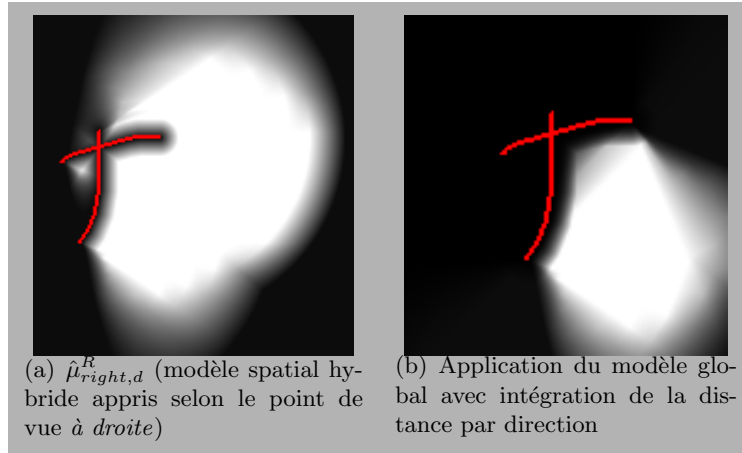 (a) $\hat{\mu}^{R}_{right,d}$ (modèle spatial hy-
bride appris selon le point de
vue à droite)
(b) Application du modèle glo-
bal avec intégration de la dis-
tance par direction